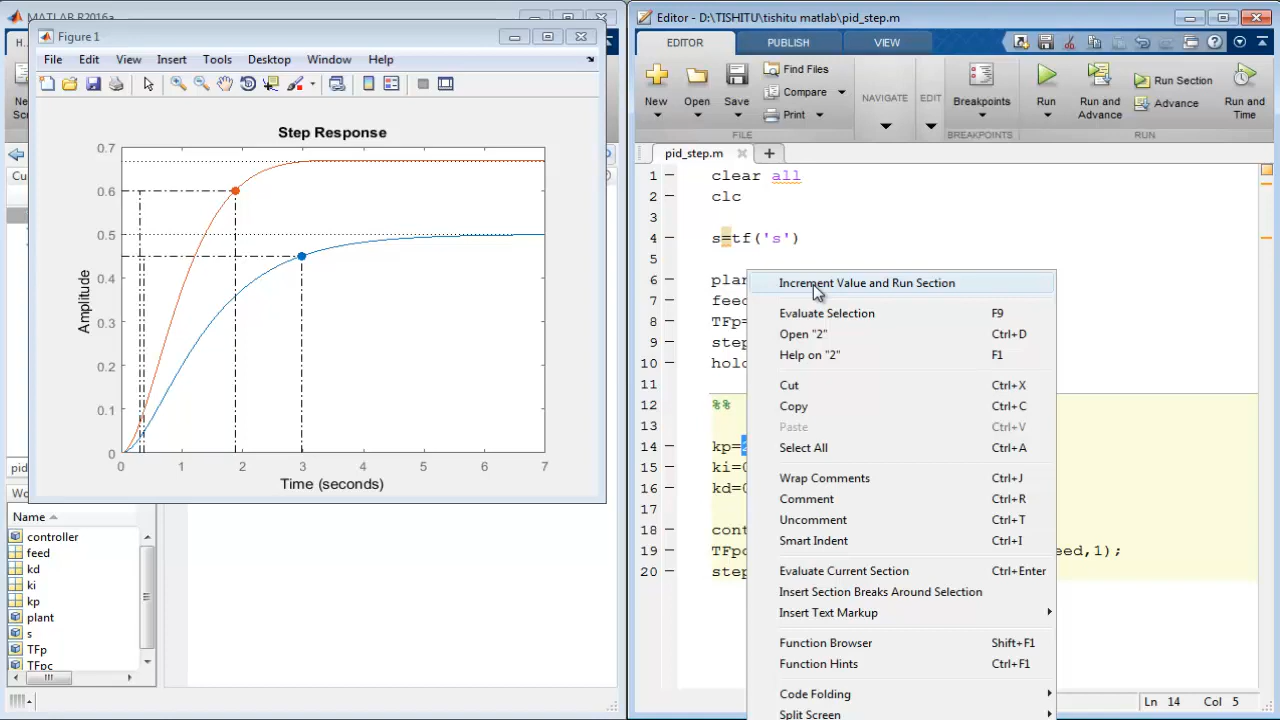 MATLAB R2016a
Figure 1
File Edit View Insert Tools Desktop Window Help
Step Response
0.7
0.6
0.5
0.4
0.3
0.2
0.1
0
0 1 2 3 4 5 6 7
Amplitude
Time (seconds)
Name
controller
feed
kd
ki
kp
plant
s
TFp
TFpc
Editor - D:\TISHITU\tishitu matlab\pid_step.m
EDITOR PUBLISH VIEW
New Open Save
Find Files
Compare
Print
NAVIGATE EDIT
Breakpoints
Run
Run and Advance
Run Section
Advance
Run and Time
FILE BREAKPOINTS RUN
pid_step.m
1 clear all
2 clc
3
4 s=tf('s')
5
6 plan
7 feed
8 TFp=
9 step
10 hold
11
12 %%
13
14 kp=2
15 ki=0
16 kd=0
17
18 cont
19 TFpc eed,1);
20 step
Increment Value and Run Section
Evaluate Selection F9
Open "2" Ctrl+D
Help on "2" F1
Cut Ctrl+X
Copy Ctrl+C
Paste Ctrl+V
Select All Ctrl+A
Wrap Comments Ctrl+J
Comment Ctrl+R
Uncomment Ctrl+T
Smart Indent Ctrl+I
Evaluate Current Section Ctrl+Enter
Insert Section Breaks Around Selection
Insert Text Markup
Function Browser Shift+F1
Function Hints Ctrl+F1
Code Folding
Split Screen
Ln 14 Col 5